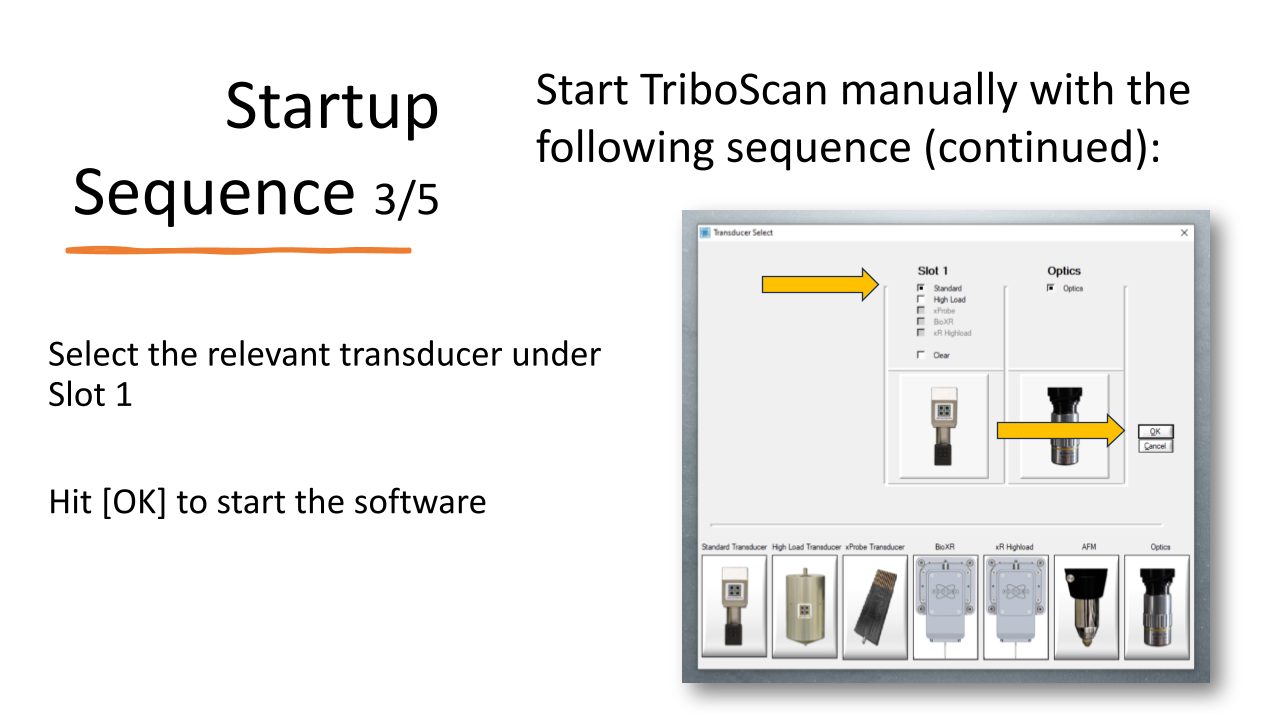 Startup
Sequence 3/5
Start TriboScan manually with the
following sequence (continued):
Select the relevant transducer under
Slot 1
Hit [OK] to start the software
Transducer Select
Slot 1
Optics
Standard
Optics
High Load
xProbe
BioXR
xR Highload
Clear
OK
Cancel
Standard Transducer
High Load Transducer
xProbe Transducer
BioXR
xR Highload
AFM
Optics